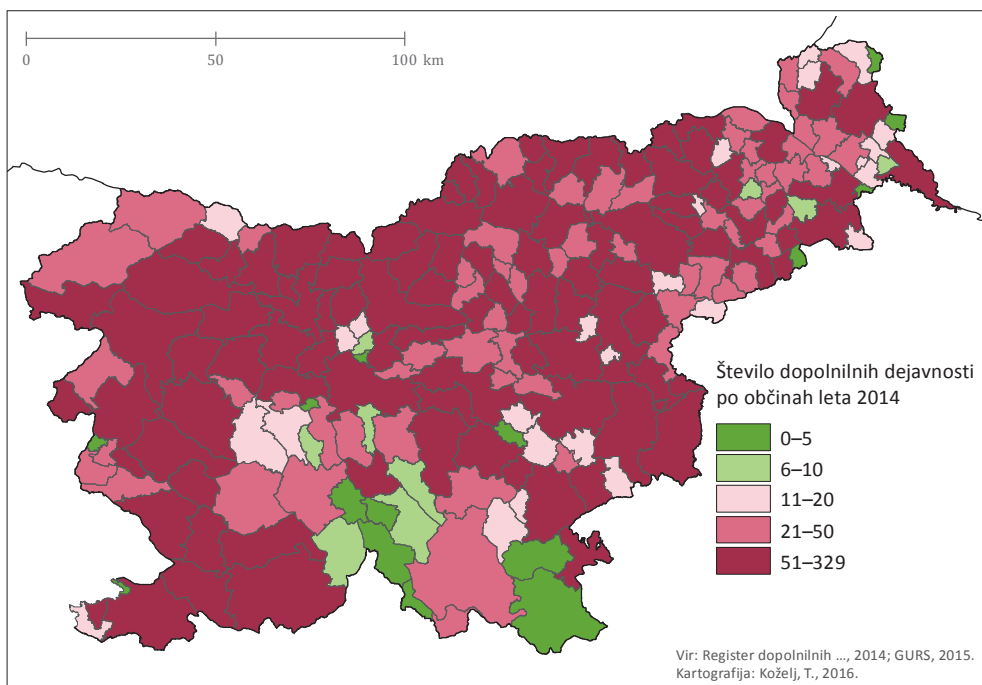 0 50 100 km
Število dopolnilnih dejavnosti
po občinah leta 2014
0–5
6–10
11–20
21–50
51–329
Vir: Register dopolnilnih ..., 2014; GURS, 2015.
Kartografija: Koželj, T., 2016.